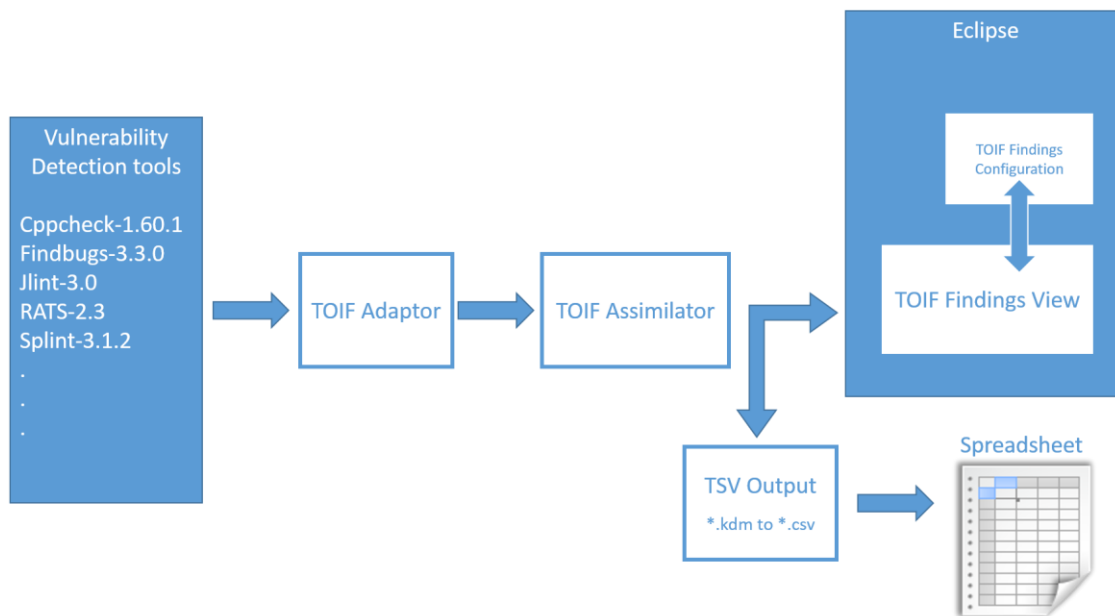 Vulnerability
Detection tools
Cppcheck-1.60.1
Findbugs-3.3.0
Jlint-3.0
RATS-2.3
Splint-3.1.2
.
.
.
TOIF Adaptor
TOIF Assimilator
Eclipse
TOIF Findings
Configuration
TOIF Findings View
TSV Output
*.kdm to *.csv
Spreadsheet